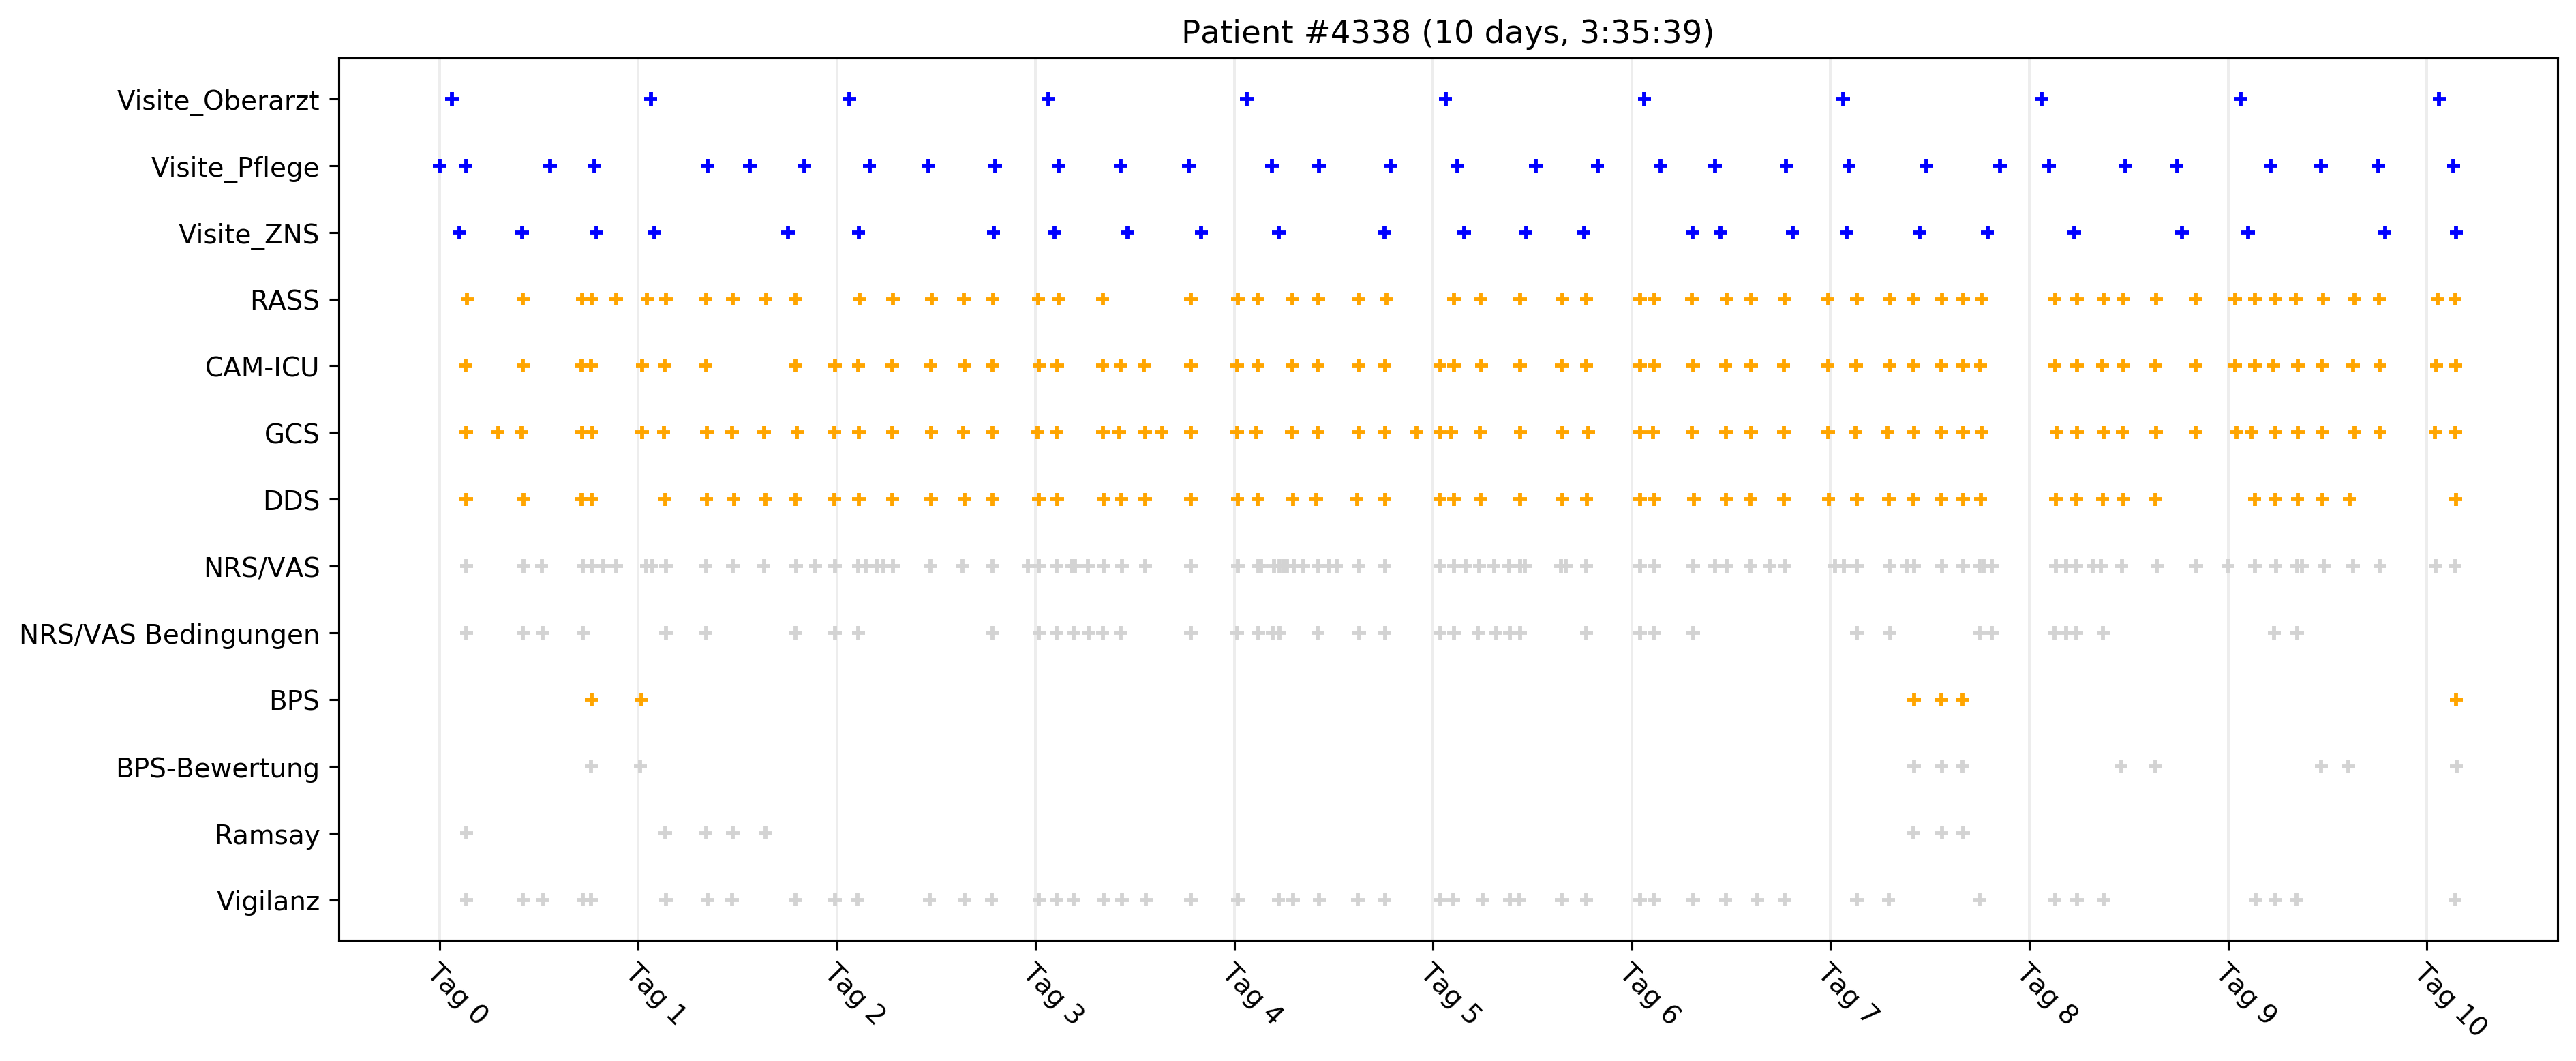 Patient #4338 (10 days, 3:35:39)
Visite_Oberarzt
Visite_Pflege
Visite_ZNS
RASS
CAM-ICU
GCS
DDS
NRS/VAS
NRS/VAS Bedingungen
BPS
BPS-Bewertung
Ramsay
Vigilanz
Tag 0
Tag 1
Tag 2
Tag 3
Tag 4
Tag 5
Tag 6
Tag 7
Tag 8
Tag 9
Tag 10